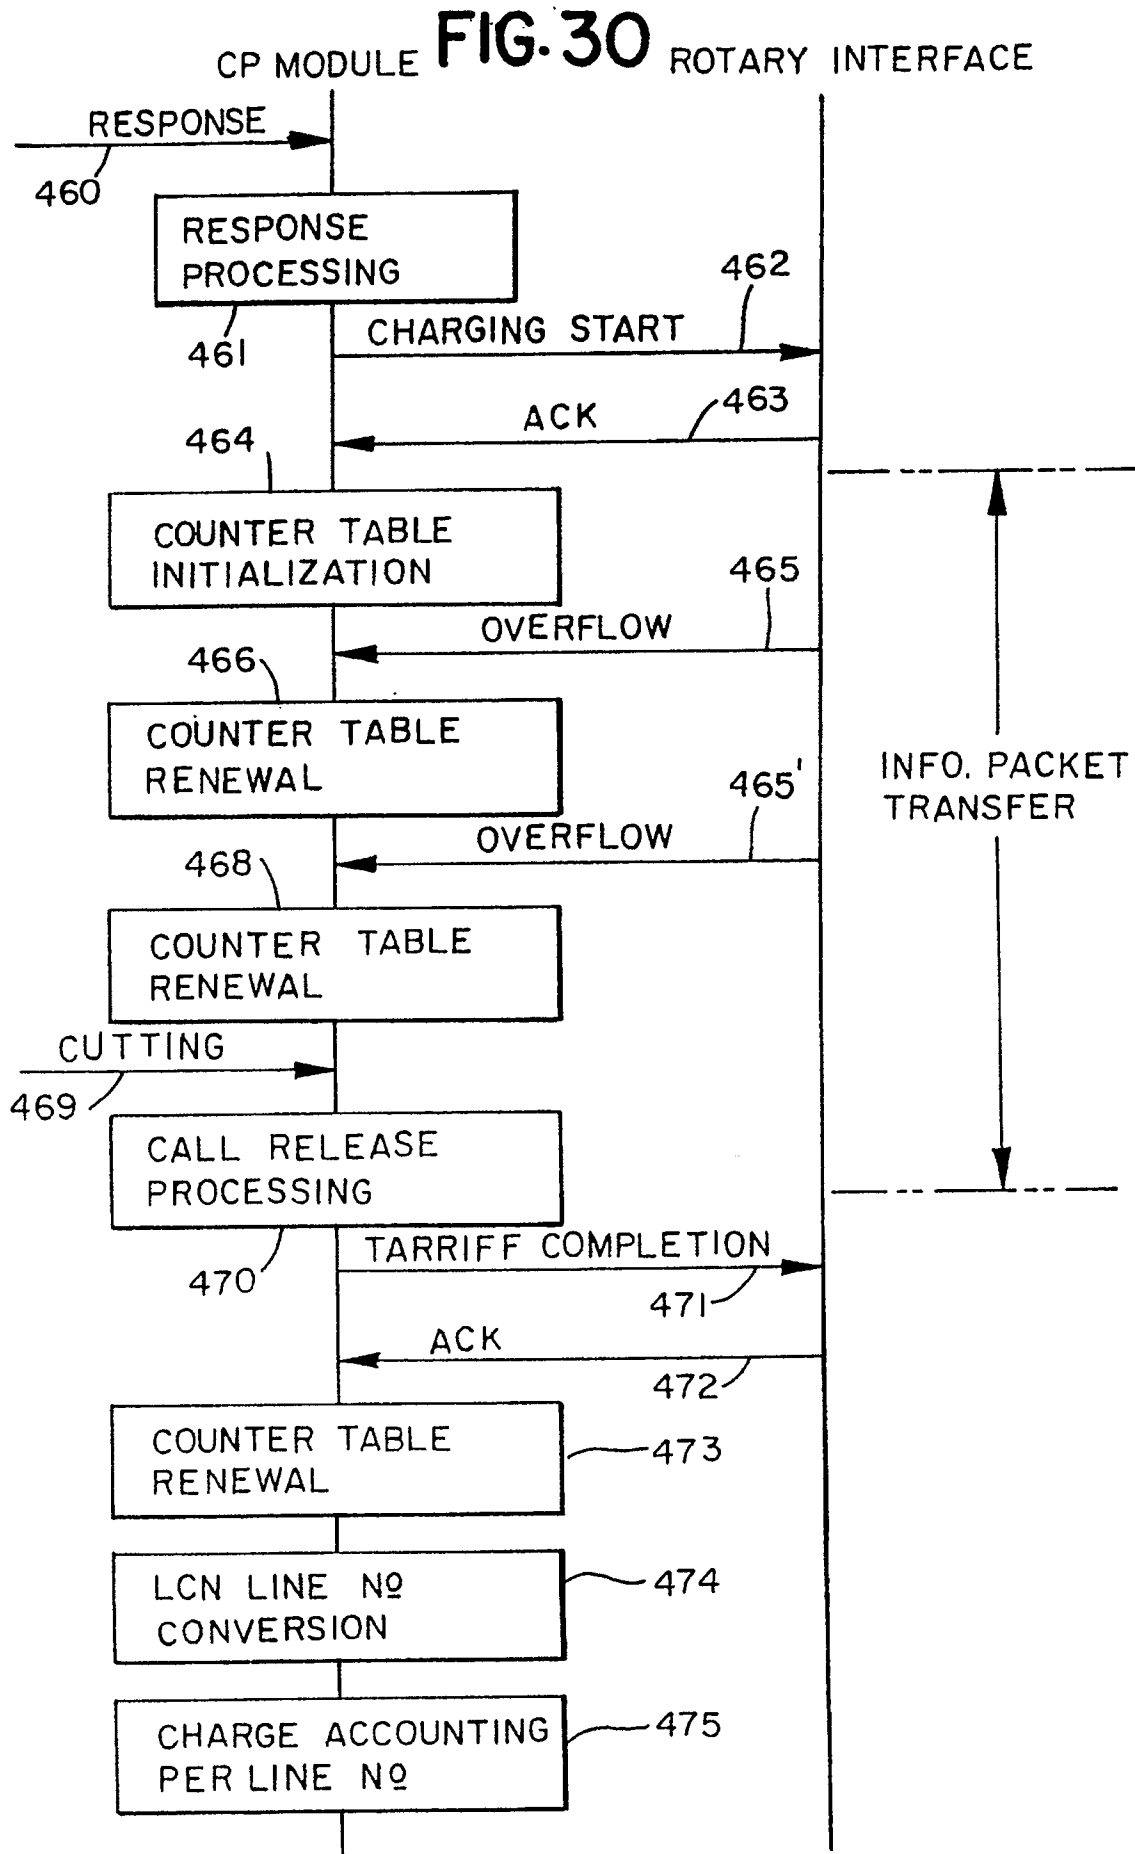 FIG. 30
CP MODULE
ROTARY INTERFACE
RESPONSE
460
RESPONSE
PROCESSING
461
462
CHARGING START
463
ACK
464
COUNTER TABLE
INITIALIZATION
465
OVERFLOW
466
COUNTER TABLE
RENEWAL
INFO. PACKET
TRANSFER
465'
OVERFLOW
468
COUNTER TABLE
RENEWAL
CUTTING
469
CALL RELEASE
PROCESSING
470
TARRIFF COMPLETION
471
ACK
472
COUNTER TABLE
RENEWAL
473
LCN LINE Nº
CONVERSION
474
CHARGE ACCOUNTING
PER LINE Nº
475